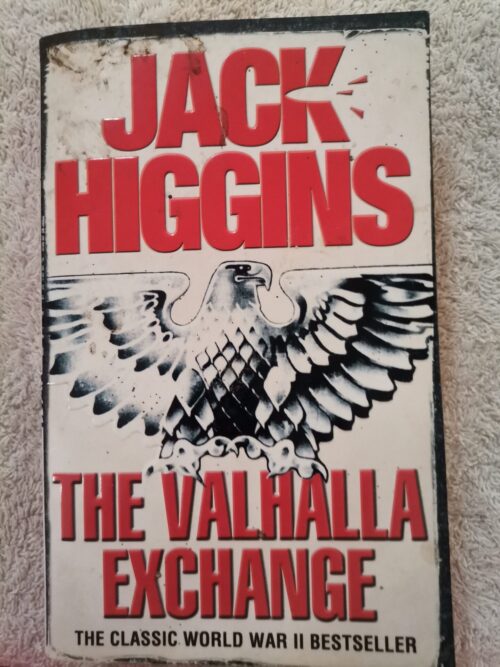 JACK
HIGGINS
THE VALHALLA
EXCHANGE
THE CLASSIC WORLD WAR II BESTSELLER